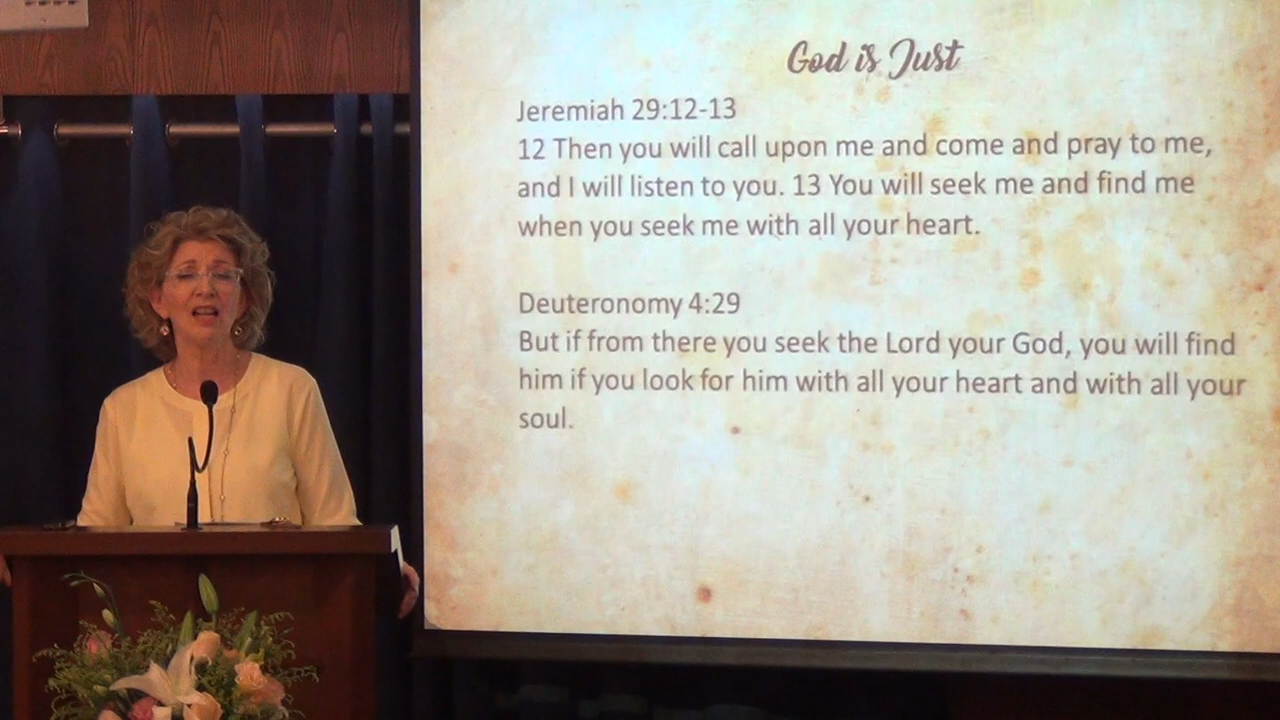 God is Just
Jeremiah 29:12-13
12 Then you will call upon me and come and pray to me,
and I will listen to you. 13 You will seek me and find me
when you seek me with all your heart.
Deuteronomy 4:29
But if from there you seek the Lord your God, you will find
him if you look for him with all your heart and with all your
soul.